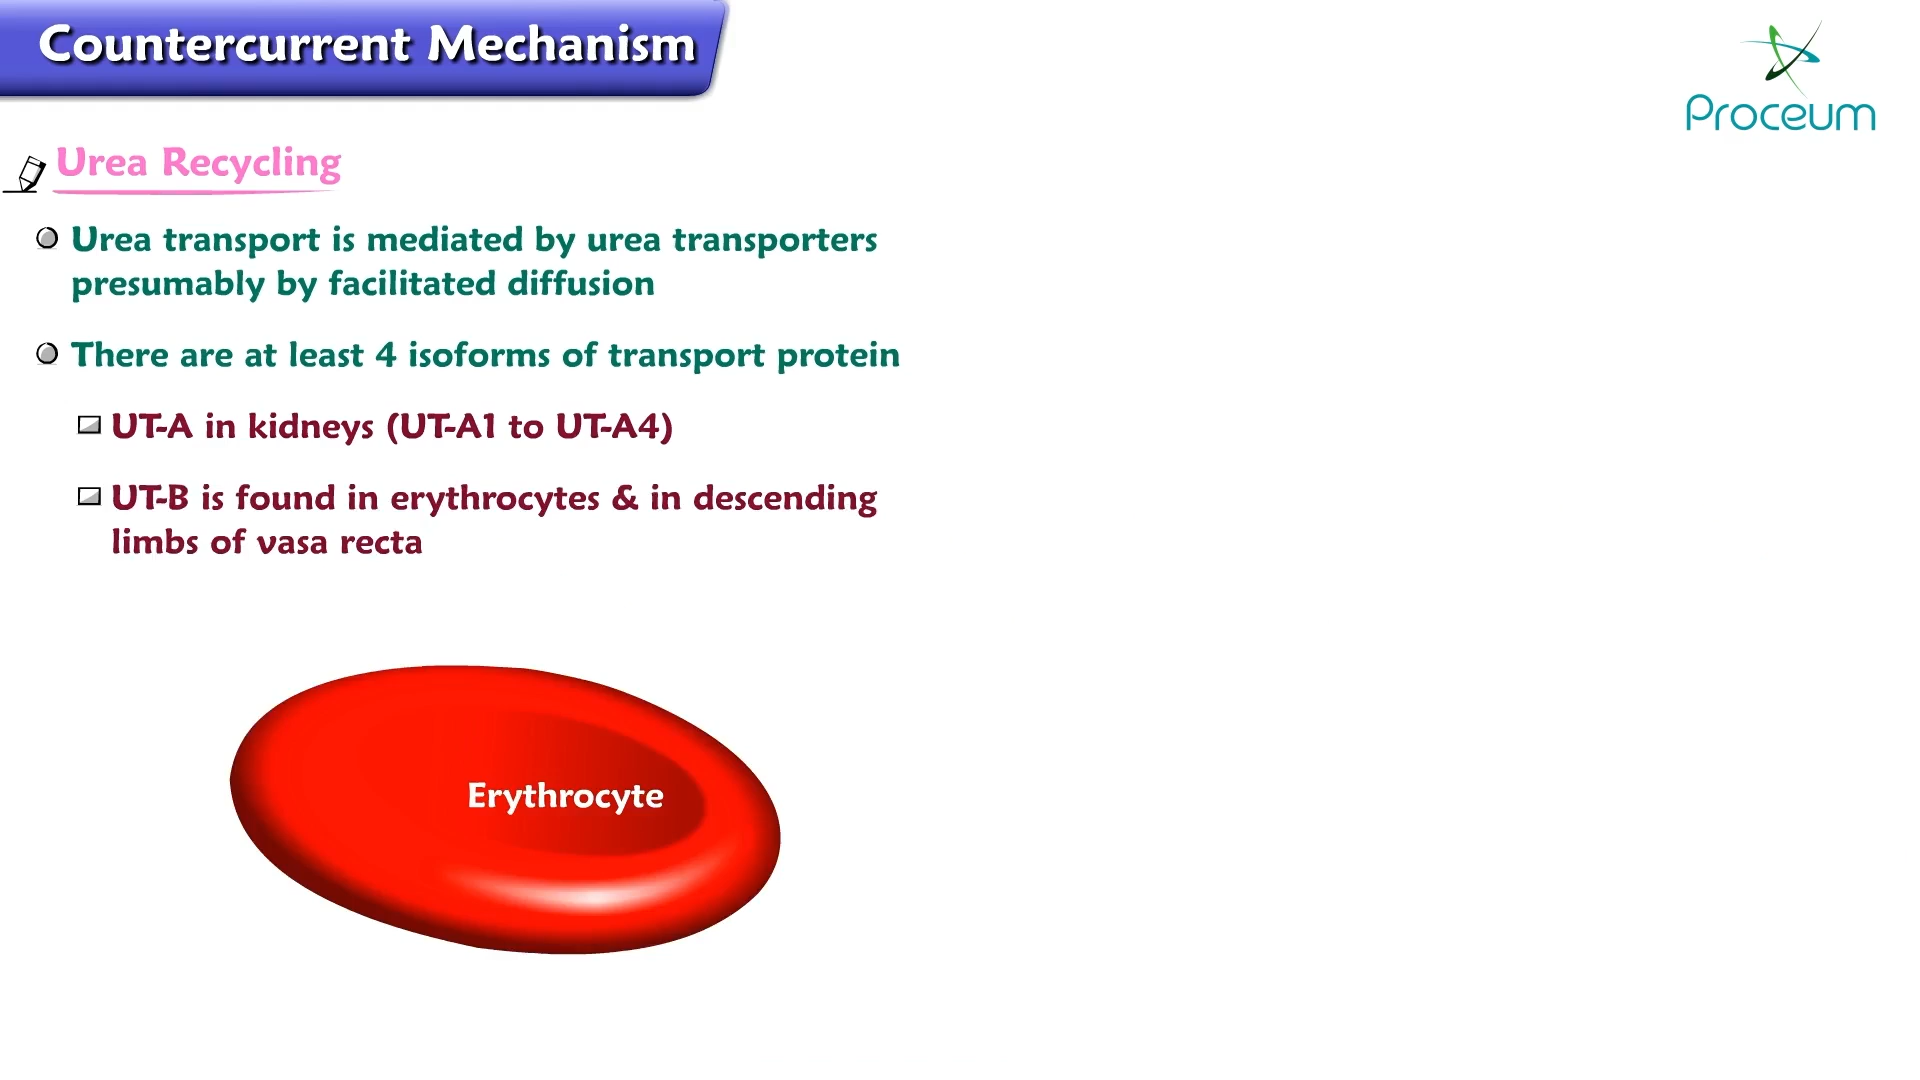 Countercurrent Mechanism
Proceum
Urea Recycling
Urea transport is mediated by urea transporters
presumably by facilitated diffusion
There are at least 4 isoforms of transport protein
UT-A in kidneys (UT-A1 to UT-A4)
UT-B is found in erythrocytes & in descending
limbs of vasa recta
Erythrocyte